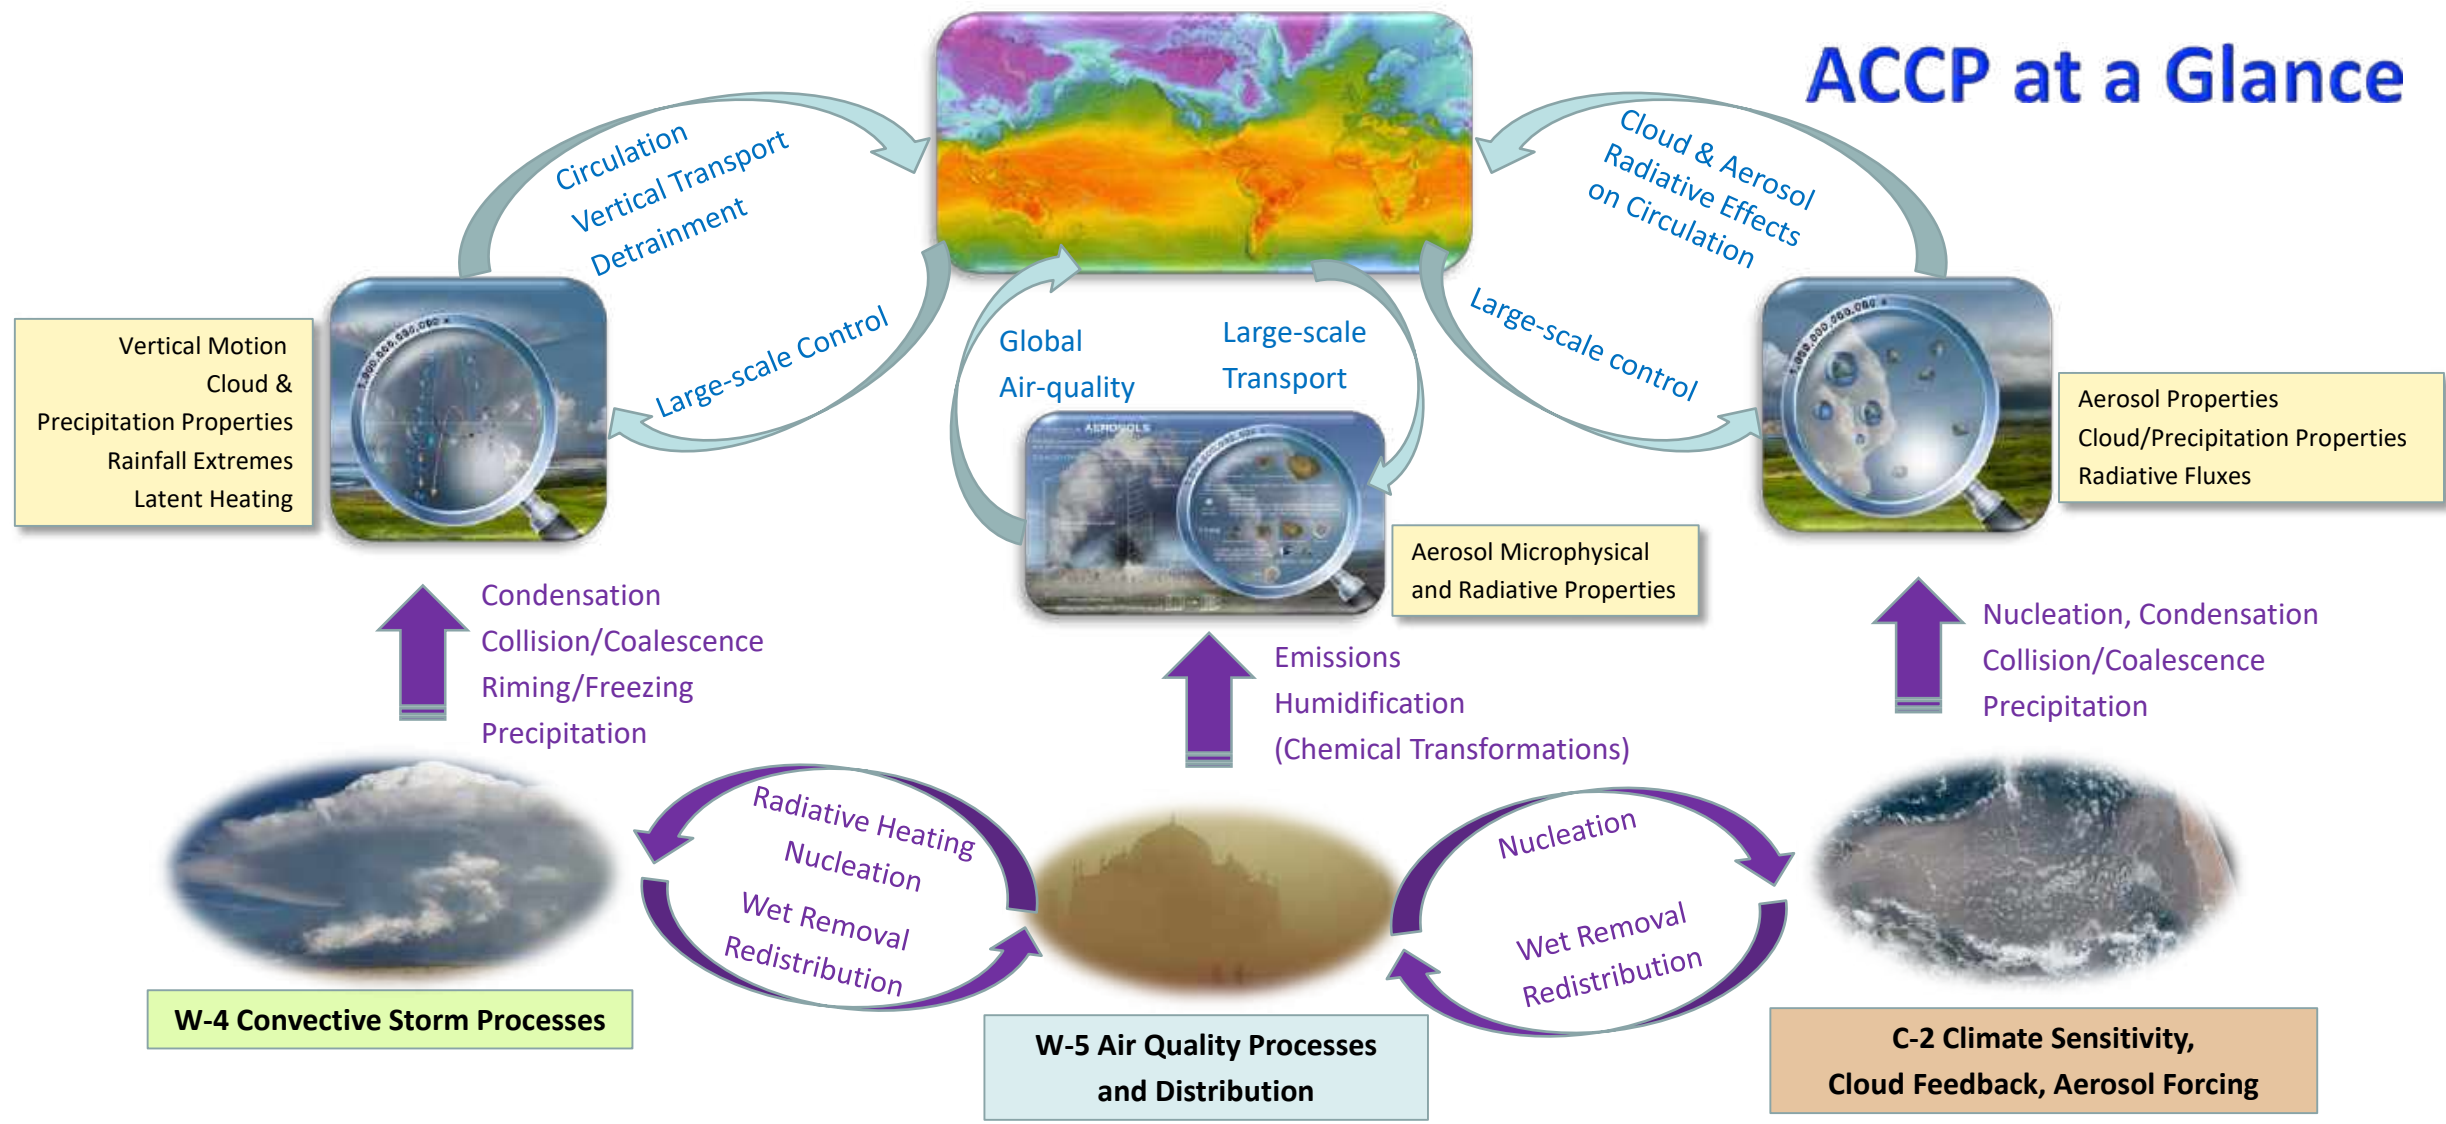 ACCP at a Glance
Circulation
Vertical Transport
Detrainment
Large-scale Control
Cloud & Aerosol
Radiative Effects
on Circulation
Large-scale control
Global
Air-quality
Large-scale
Transport
Vertical Motion
Cloud &
Precipitation Properties
Rainfall Extremes
Latent Heating
AEROSOLS
Aerosol Microphysical
and Radiative Properties
Aerosol Properties
Cloud/Precipitation Properties
Radiative Fluxes
Condensation
Collision/Coalescence
Riming/Freezing
Precipitation
Emissions
Humidification
(Chemical Transformations)
Nucleation, Condensation
Collision/Coalescence
Precipitation
Radiative Heating
Nucleation
Wet Removal
Redistribution
Nucleation
Wet Removal
Redistribution
W-4 Convective Storm Processes
W-5 Air Quality Processes
and Distribution
C-2 Climate Sensitivity,
Cloud Feedback, Aerosol Forcing